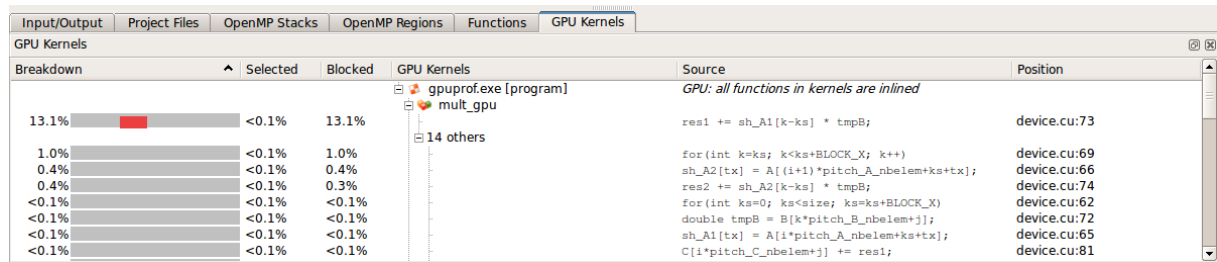 Input/Output Project Files OpenMP Stacks OpenMP Regions Functions GPU Kernels
GPU Kernels
Breakdown Selected Blocked GPU Kernels Source Position
gpuprof.exe [program] GPU: all functions in kernels are inlined
mult_gpu
13.1% <0.1% 13.1% res1 += sh_A1[k-ks] * tmpB; device.cu:73
14 others
1.0% <0.1% 1.0% for(int k=ks; k<ks+BLOCK_X; k++) device.cu:69
0.4% <0.1% 0.4% sh_A2[tx] = A[(i+1)*pitch_A_nbelem+ks+tx]; device.cu:66
0.4% <0.1% 0.3% res2 += sh_A2[k-ks] * tmpB; device.cu:74
<0.1% <0.1% <0.1% for(int ks=0; ks<size; ks=ks+BLOCK_X) device.cu:62
<0.1% <0.1% <0.1% double tmpB = B[k*pitch_B_nbelem+j]; device.cu:72
<0.1% <0.1% <0.1% sh_A1[tx] = A[i*pitch_A_nbelem+ks+tx]; device.cu:65
<0.1% <0.1% <0.1% C[i*pitch_C_nbelem+j] += res1; device.cu:81